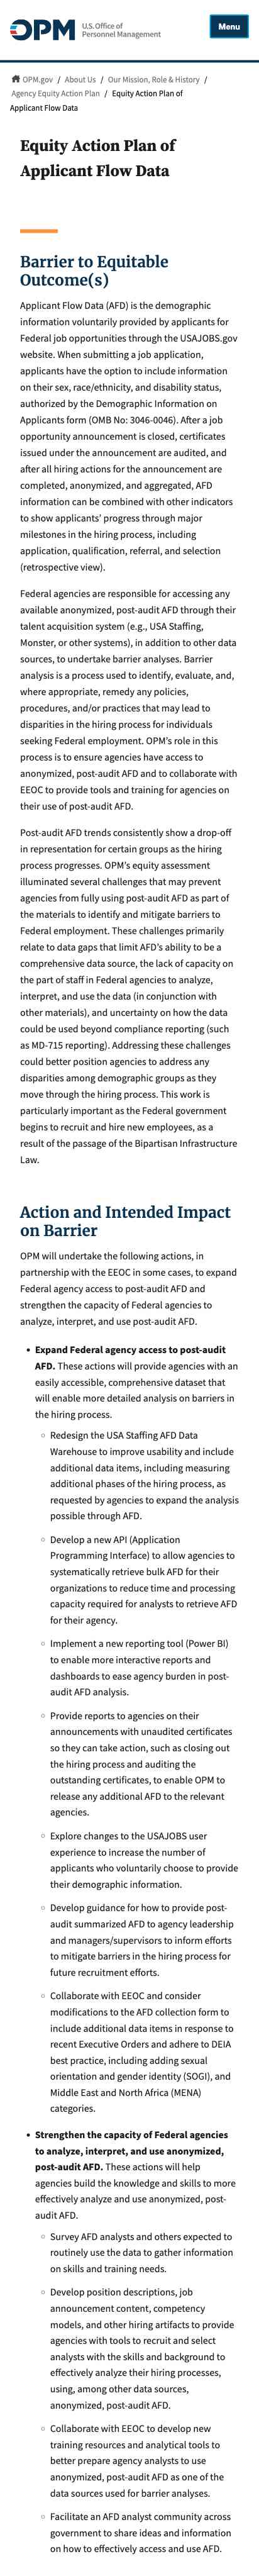 OPM
U.S. Office of
Personnel Management
Menu
OPM.gov / About Us / Our Mission, Role & History /
Agency Equity Action Plan / Equity Action Plan of
Applicant Flow Data
Equity Action Plan of
Applicant Flow Data
Barrier to Equitable
Outcome(s)
Applicant Flow Data (AFD) is the demographic
information voluntarily provided by applicants for
Federal job opportunities through the USAJOBS.gov
website. When submitting a job application,
applicants have the option to include information
on their sex, race/ethnicity, and disability status,
authorized by the Demographic Information on
Applicants form (OMB No: 3046-0046). After a job
opportunity announcement is closed, certificates
issued under the announcement are audited, and
after all hiring actions for the announcement are
completed, anonymized, and aggregated, AFD
information can be combined with other indicators
to show applicants' progress through major
milestones in the hiring process, including
application, qualification, referral, and selection
(retrospective view).
Federal agencies are responsible for accessing any
available anonymized, post-audit AFD through their
talent acquisition system (e.g., USA Staffing,
Monster, or other systems), in addition to other data
sources, to undertake barrier analyses. Barrier
analysis is a process used to identify, evaluate, and,
where appropriate, remedy any policies,
procedures, and/or practices that may lead to
disparities in the hiring process for individuals
seeking Federal employment. OPM's role in this
process is to ensure agencies have access to
anonymized, post-audit AFD and to collaborate with
EEOC to provide tools and training for agencies on
their use of post-audit AFD.
Post-audit AFD trends consistently show a drop-off
in representation for certain groups as the hiring
process progresses. OPM's equity assessment
illuminated several challenges that may prevent
agencies from fully using post-audit AFD as part of
the materials to identify and mitigate barriers to
Federal employment. These challenges primarily
relate to data gaps that limit AFD's ability to be a
comprehensive data source, the lack of capacity on
the part of staff in Federal agencies to analyze,
interpret, and use the data (in conjunction with
other materials), and uncertainty on how the data
could be used beyond compliance reporting (such
as MD-715 reporting). Addressing these challenges
could better position agencies to address any
disparities among demographic groups as they
move through the hiring process. This work is
particularly important as the Federal government
begins to recruit and hire new employees, as a
result of the passage of the Bipartisan Infrastructure
Law.
Action and Intended Impact
on Barrier
OPM will undertake the following actions, in
partnership with the EEOC in some cases, to expand
Federal agency access to post-audit AFD and
strengthen the capacity of Federal agencies to
analyze, interpret, and use post-audit AFD.
• Expand Federal agency access to post-audit
AFD. These actions will provide agencies with an
easily accessible, comprehensive dataset that
will enable more detailed analysis on barriers in
the hiring process.
○ Redesign the USA Staffing AFD Data
Warehouse to improve usability and include
additional data items, including measuring
additional phases of the hiring process, as
requested by agencies to expand the analysis
possible through AFD.
○ Develop a new API (Application
Programming Interface) to allow agencies to
systematically retrieve bulk AFD for their
organizations to reduce time and processing
capacity required for analysts to retrieve AFD
for their agency.
○ Implement a new reporting tool (Power BI)
to enable more interactive reports and
dashboards to ease agency burden in post-
audit AFD analysis.
○ Provide reports to agencies on their
announcements with unaudited certificates
so they can take action, such as closing out
the hiring process and auditing the
outstanding certificates, to enable OPM to
release any additional AFD to the relevant
agencies.
○ Explore changes to the USAJOBS user
experience to increase the number of
applicants who voluntarily choose to provide
their demographic information.
○ Develop guidance for how to provide post-
audit summarized AFD to agency leadership
and managers/supervisors to inform efforts
to mitigate barriers in the hiring process for
future recruitment efforts.
○ Collaborate with EEOC and consider
modifications to the AFD collection form to
include additional data items in response to
recent Executive Orders and adhere to DEIA
best practice, including adding sexual
orientation and gender identity (SOGI), and
Middle East and North Africa (MENA)
categories.
• Strengthen the capacity of Federal agencies
to analyze, interpret, and use anonymized,
post-audit AFD. These actions will help
agencies build the knowledge and skills to more
effectively analyze and use anonymized, post-
audit AFD.
○ Survey AFD analysts and others expected to
routinely use the data to gather information
on skills and training needs.
○ Develop position descriptions, job
announcement content, competency
models, and other hiring artifacts to provide
agencies with tools to recruit and select
analysts with the skills and background to
effectively analyze their hiring processes,
using, among other data sources,
anonymized, post-audit AFD.
○ Collaborate with EEOC to develop new
training resources and analytical tools to
better prepare agency analysts to use
anonymized, post-audit AFD as one of the
data sources used for barrier analyses.
○ Facilitate an AFD analyst community across
government to share ideas and information
on how to effectively access and use AFD.